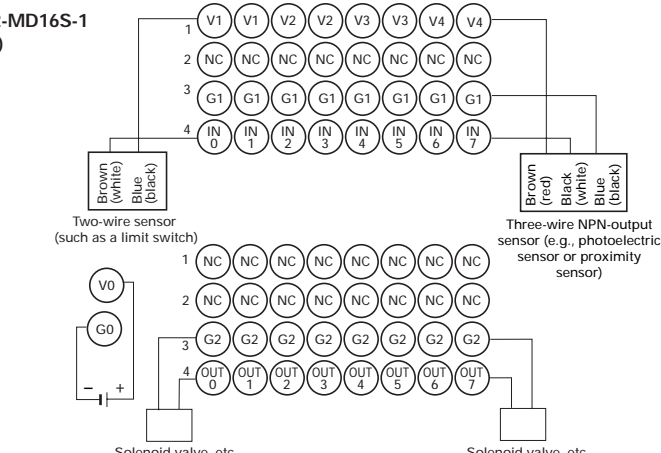 -MD16S-1
)
1 V1 V1 V2 V2 V3 V3 V4 V4
2 NC NC NC NC NC NC NC NC
3 G1 G1 G1 G1 G1 G1 G1 G1
4 IN 0 IN 1 IN 2 IN 3 IN 4 IN 5 IN 6 IN 7
Brown (white)
Blue (black)
Two-wire sensor
(such as a limit switch)
Brown (red)
Black (white)
Blue (black)
Three-wire NPN-output
sensor (e.g., photoelectric
sensor or proximity
sensor)
1 NC NC NC NC NC NC NC NC
2 NC NC NC NC NC NC NC NC
3 G2 G2 G2 G2 G2 G2 G2 G2
4 OUT 0 OUT 1 OUT 2 OUT 3 OUT 4 OUT 5 OUT 6 OUT 7
V0
G0
– +
Solenoid valve, etc.
Solenoid valve, etc.